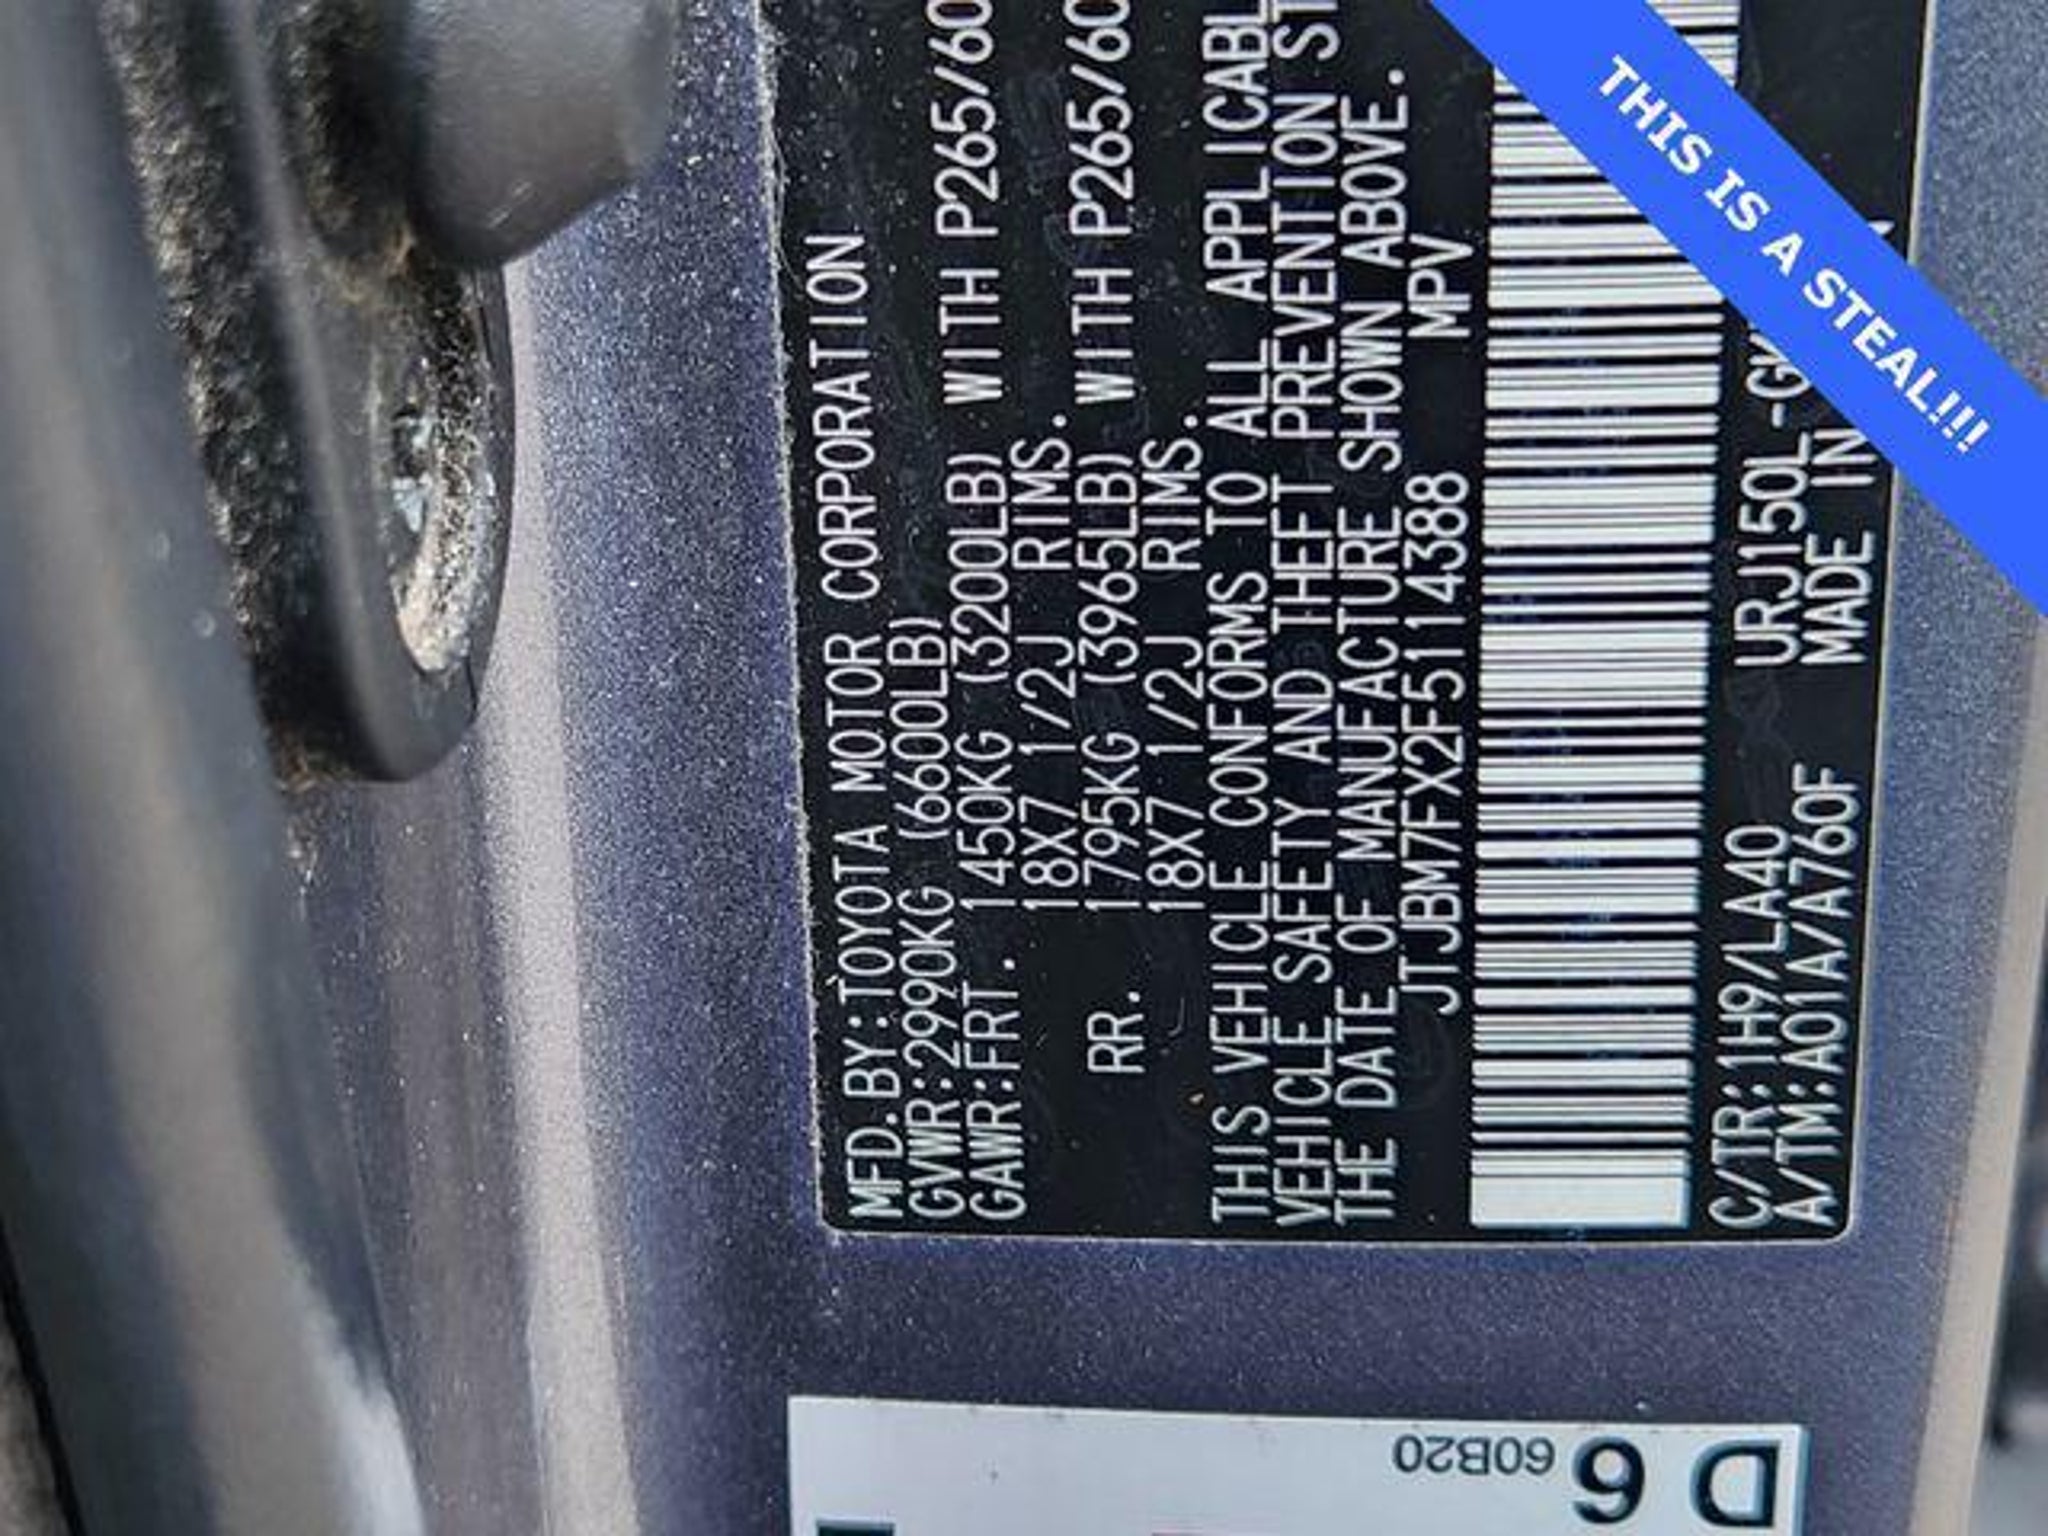 MFD.BY:TOYOTA MOTOR CORPORATION
GVWR:2990KG (6600LB)
GAWR:FRT. 1450KG (3200LB) WITH P265/60
18X7 1/2J RIMS.
RR. 1795KG (3965LB) WITH P265/60
18X7 1/2J RIMS.
THIS VEHICLE CONFORMS TO ALL APPLICABL
VEHICLE SAFETY AND THEFT PREVENTION ST
THE DATE OF MANUFACTURE SHOWN ABOVE.
JTJBM7FX2F5114388 MPV
C/TR:1H9/LA40 URJ150L-G
A/TM:A01A/A760F MADE IN
THIS IS A STEAL!!!
60B20
D 6